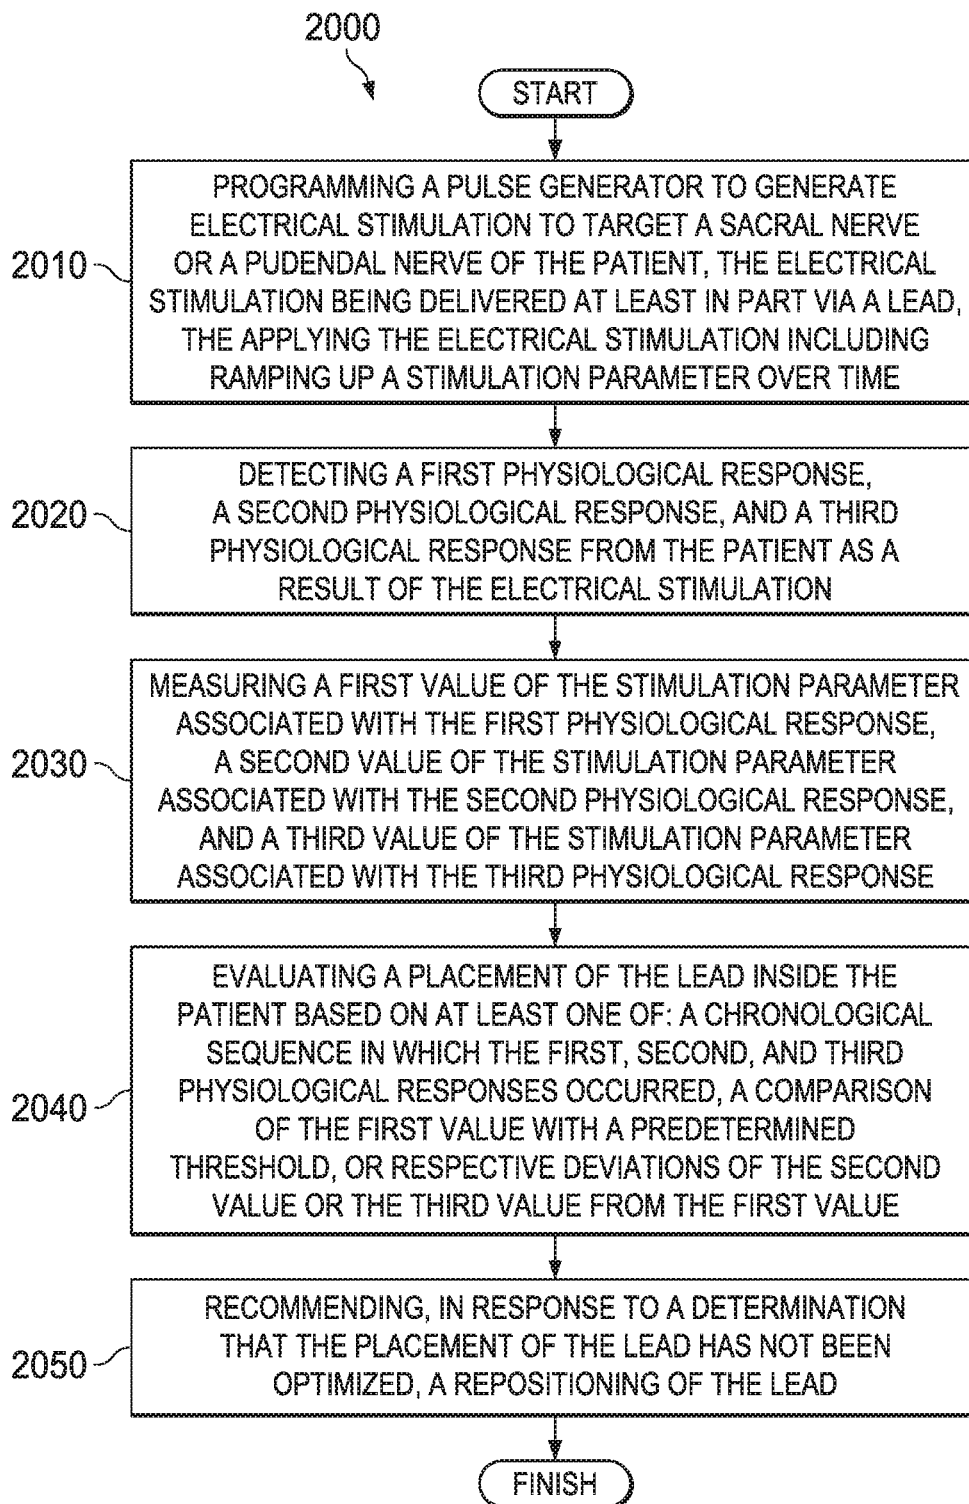 2000
START
2010
PROGRAMMING A PULSE GENERATOR TO GENERATE
ELECTRICAL STIMULATION TO TARGET A SACRAL NERVE
OR A PUDENDAL NERVE OF THE PATIENT, THE ELECTRICAL
STIMULATION BEING DELIVERED AT LEAST IN PART VIA A LEAD,
THE APPLYING THE ELECTRICAL STIMULATION INCLUDING
RAMPING UP A STIMULATION PARAMETER OVER TIME
2020
DETECTING A FIRST PHYSIOLOGICAL RESPONSE,
A SECOND PHYSIOLOGICAL RESPONSE, AND A THIRD
PHYSIOLOGICAL RESPONSE FROM THE PATIENT AS A
RESULT OF THE ELECTRICAL STIMULATION
2030
MEASURING A FIRST VALUE OF THE STIMULATION PARAMETER
ASSOCIATED WITH THE FIRST PHYSIOLOGICAL RESPONSE,
A SECOND VALUE OF THE STIMULATION PARAMETER
ASSOCIATED WITH THE SECOND PHYSIOLOGICAL RESPONSE,
AND A THIRD VALUE OF THE STIMULATION PARAMETER
ASSOCIATED WITH THE THIRD PHYSIOLOGICAL RESPONSE
2040
EVALUATING A PLACEMENT OF THE LEAD INSIDE THE
PATIENT BASED ON AT LEAST ONE OF: A CHRONOLOGICAL
SEQUENCE IN WHICH THE FIRST, SECOND, AND THIRD
PHYSIOLOGICAL RESPONSES OCCURRED, A COMPARISON
OF THE FIRST VALUE WITH A PREDETERMINED
THRESHOLD, OR RESPECTIVE DEVIATIONS OF THE SECOND
VALUE OR THE THIRD VALUE FROM THE FIRST VALUE
2050
RECOMMENDING, IN RESPONSE TO A DETERMINATION
THAT THE PLACEMENT OF THE LEAD HAS NOT BEEN
OPTIMIZED, A REPOSITIONING OF THE LEAD
FINISH